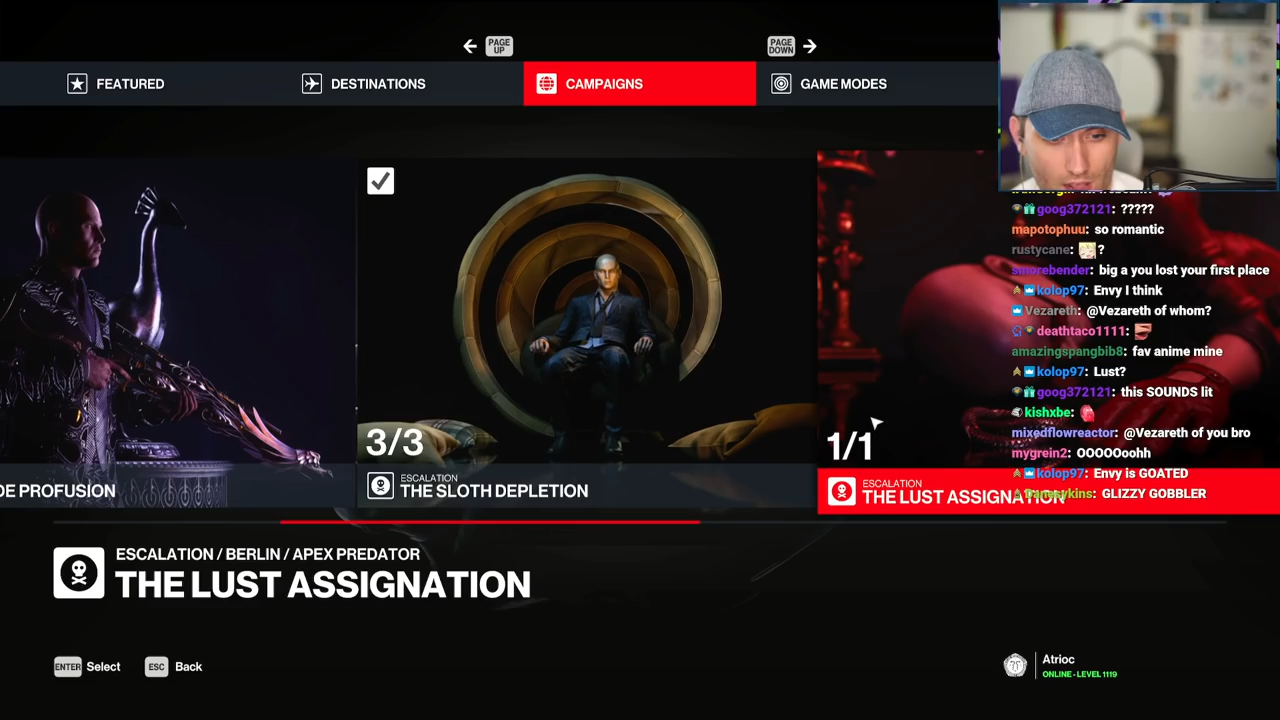 PAGE UP
PAGE DOWN
FEATURED
DESTINATIONS
CAMPAIGNS
GAME MODES
goog372121: ?????
mapotophuu: so romantic
rustycane: ?
smorebender: big a you lost your first place
kolop97: Envy I think
Vezareth: @Vezareth of whom?
deathtaco1111:
amazingspangbib8: fav anime mine
kolop97: Lust?
goog372121: this SOUNDS lit
kishxbe:
mixedflowreactor: @Vezareth of you bro
mygrein2: OOOOOoohh
kolop97: Envy is GOATED
GLIZZY GOBBLER
DE PROFUSION
3/3
ESCALATION
THE SLOTH DEPLETION
1/1
ESCALATION
THE LUST ASSIGNATION
ESCALATION / BERLIN / APEX PREDATOR
THE LUST ASSIGNATION
ENTER Select
ESC Back
Atrioc
ONLINE - LEVEL 1119